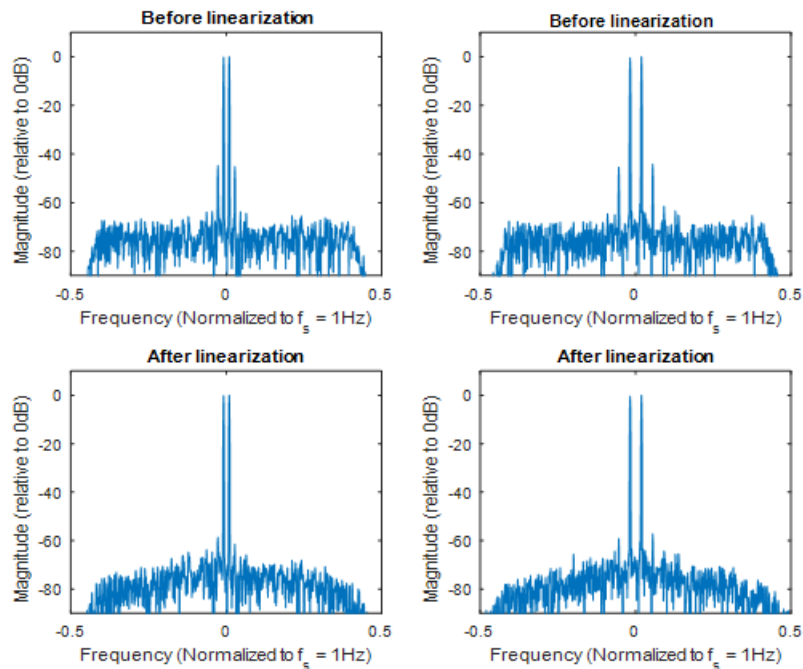 Before linearization
Magnitude (relative to 0dB)
0
-20
-40
-60
-80
-0.5
0
0.5
Frequency (Normalized to f_s = 1Hz)
Before linearization
Magnitude (relative to 0dB)
0
-20
-40
-60
-80
-0.5
0
0.5
Frequency (Normalized to f_s = 1Hz)
After linearization
Magnitude (relative to 0dB)
0
-20
-40
-60
-80
-0.5
0
0.5
Frequency (Normalized to f_s = 1Hz)
After linearization
Magnitude (relative to 0dB)
0
-20
-40
-60
-80
-0.5
0
0.5
Frequency (Normalized to f_s = 1Hz)